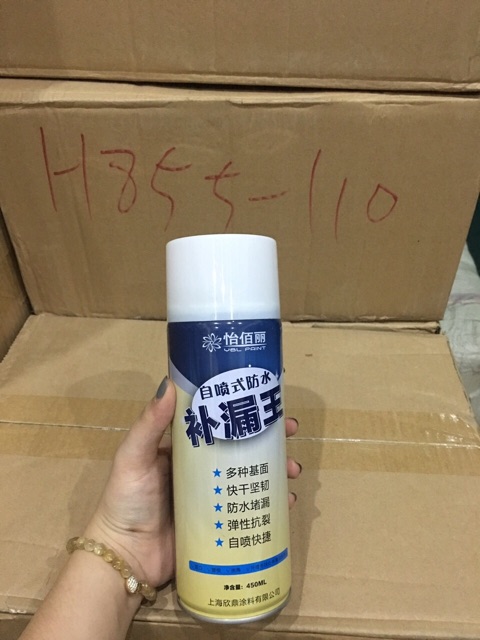 H855-110
怡佰丽
YBL PAINT
自喷式防水
补漏王
★ 多种基面
★ 快干坚韧
★ 防水堵漏
★ 弹性抗裂
★ 自喷快捷
净含量: 450ML
上海欣鼎涂料有限公司